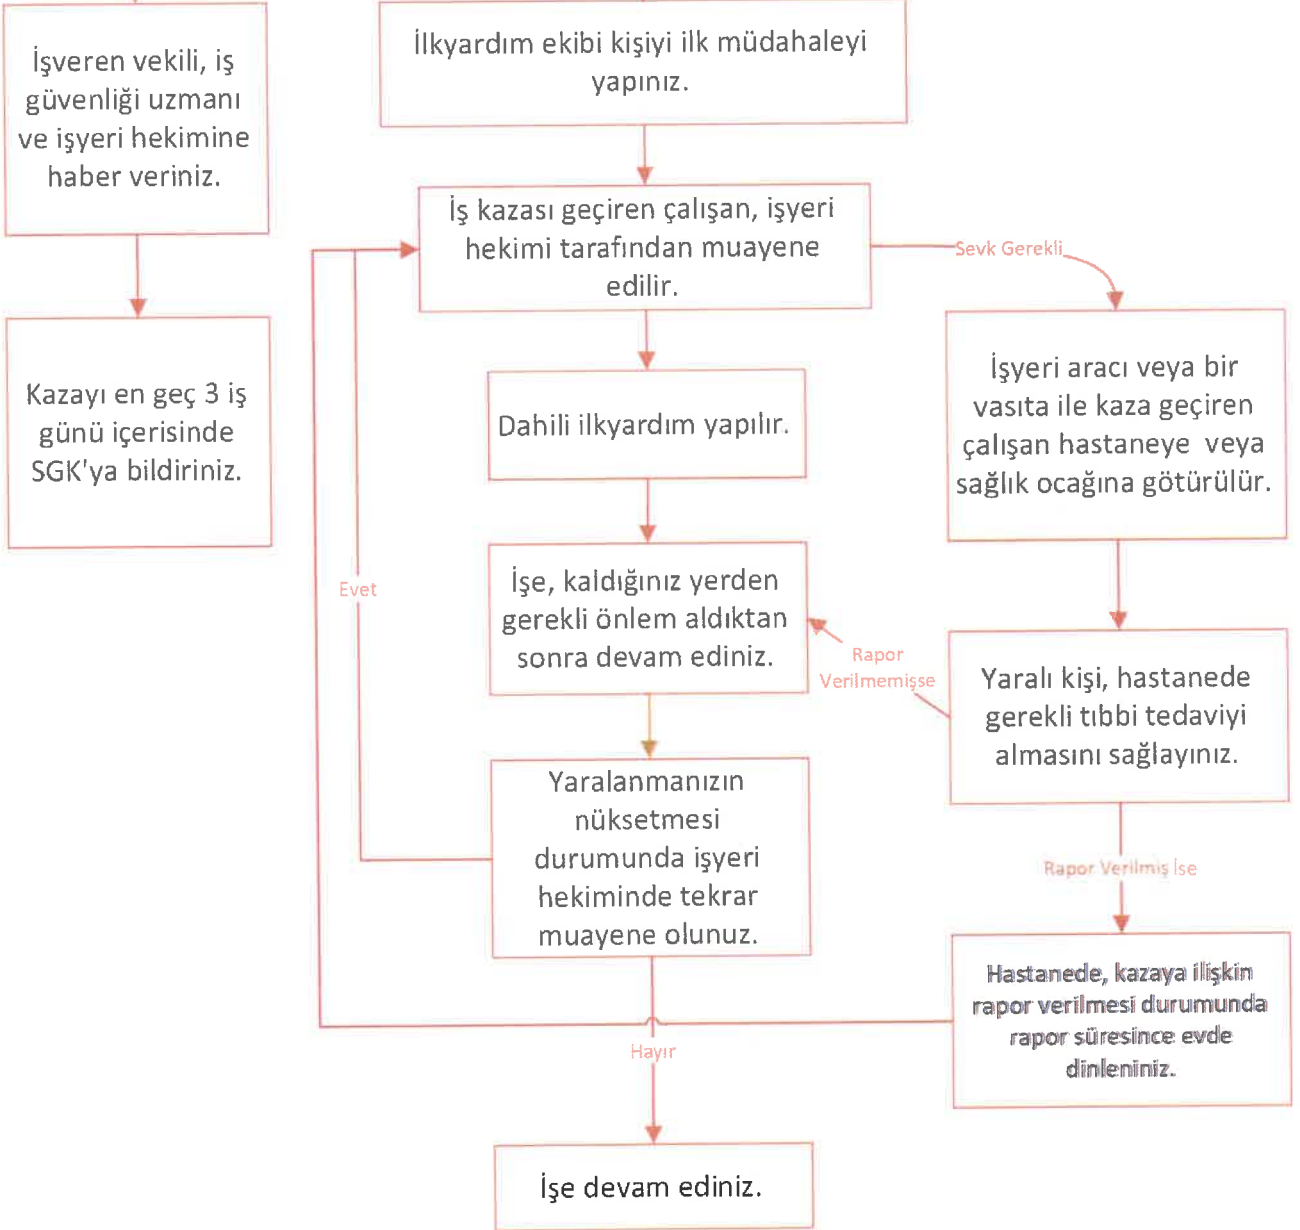 İşveren vekili, iş
güvenliği uzmanı
ve işyeri hekimine
haber veriniz.
İlkyardım ekibi kişiyi ilk müdahaleyi
yapınız.
İş kazası geçiren çalışan, işyeri
hekimi tarafından muayene
edilir.
Sevk Gerekli
Kazayı en geç 3 iş
günü içerisinde
SGK'ya bildiriniz.
Dahili ilkyardım yapılır.
İşyeri aracı veya bir
vasıta ile kaza geçiren
çalışan hastaneye veya
sağlık ocağına götürülür.
Evet
İşe, kaldığınız yerden
gerekli önlem aldıktan
sonra devam ediniz.
Rapor
Verilmemişse
Yaralı kişi, hastanede
gerekli tıbbi tedaviyi
almasını sağlayınız.
Yaralanmanızın
nüksetmesi
durumunda işyeri
hekiminde tekrar
muayene olunuz.
Rapor Verilmiş İse
Hastanede, kazaya ilişkin
rapor verilmesi durumunda
rapor süresince evde
dinleniniz.
Hayır
İşe devam ediniz.